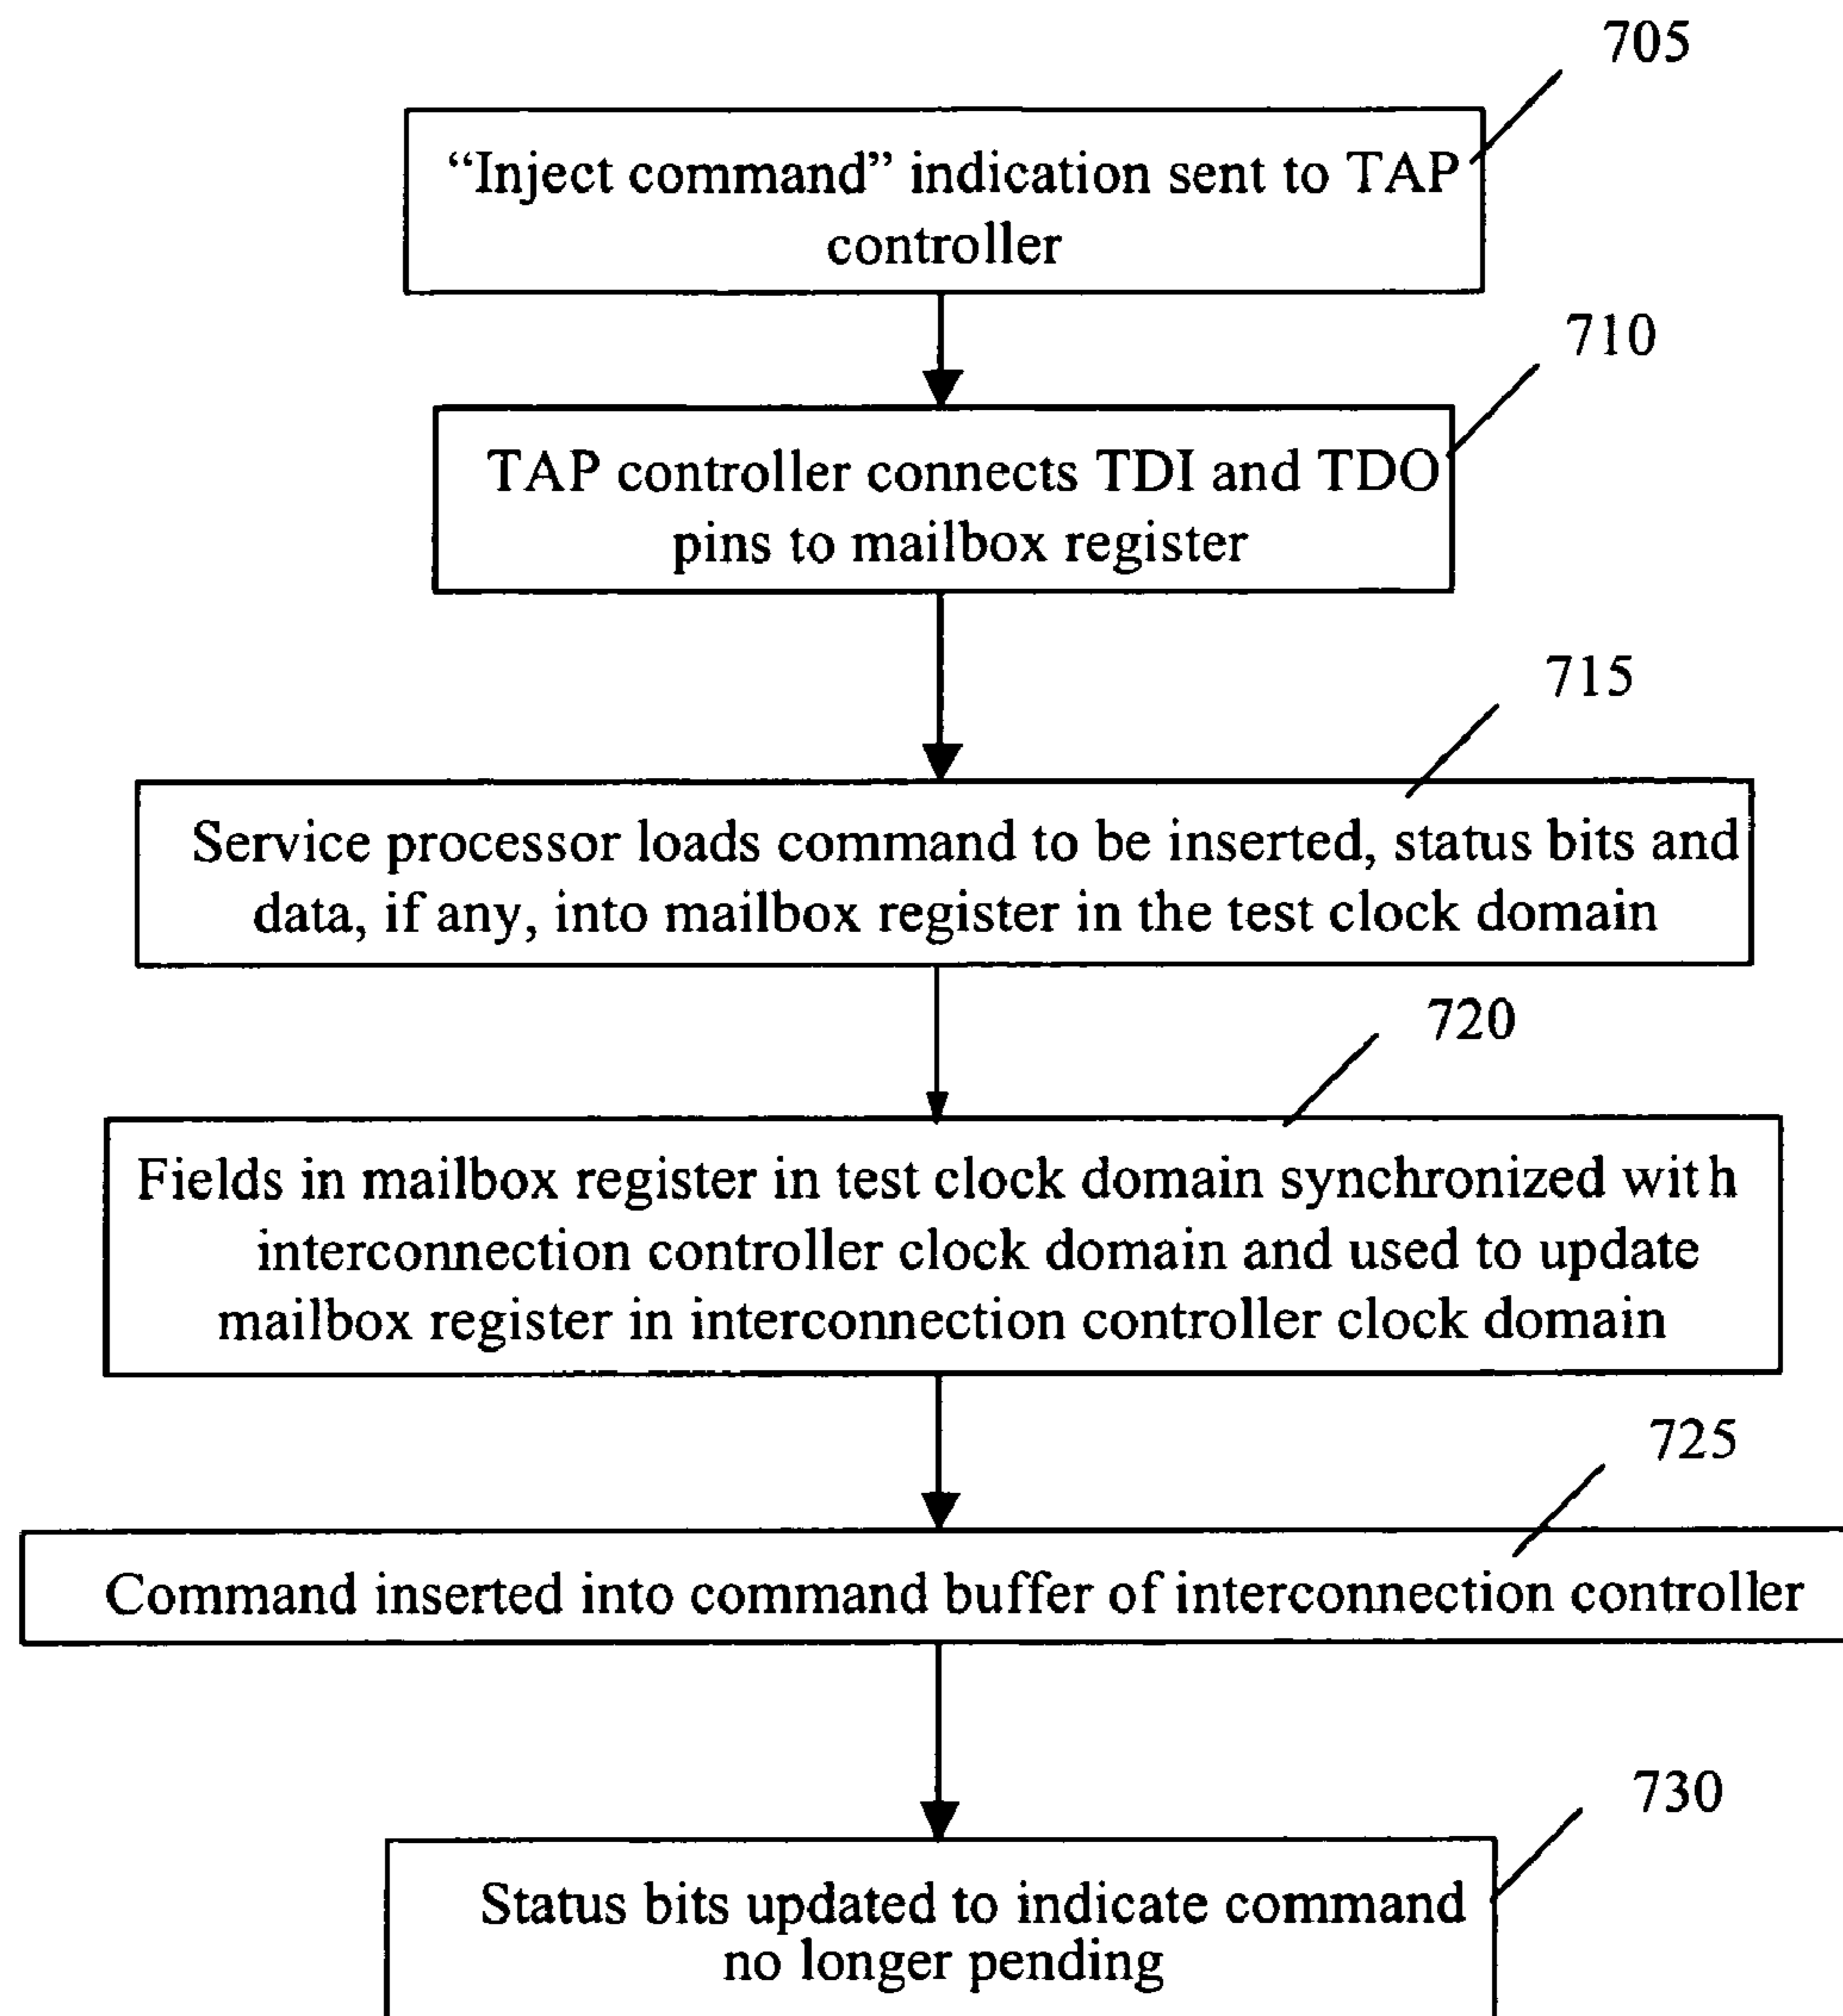 705
“Inject command” indication sent to TAP
controller
710
TAP controller connects TDI and TDO
pins to mailbox register
715
Service processor loads command to be inserted, status bits and
data, if any, into mailbox register in the test clock domain
720
Fields in mailbox register in test clock domain synchronized with
interconnection controller clock domain and used to update
mailbox register in interconnection controller clock domain
725
Command inserted into command buffer of interconnection controller
730
Status bits updated to indicate command
no longer pending